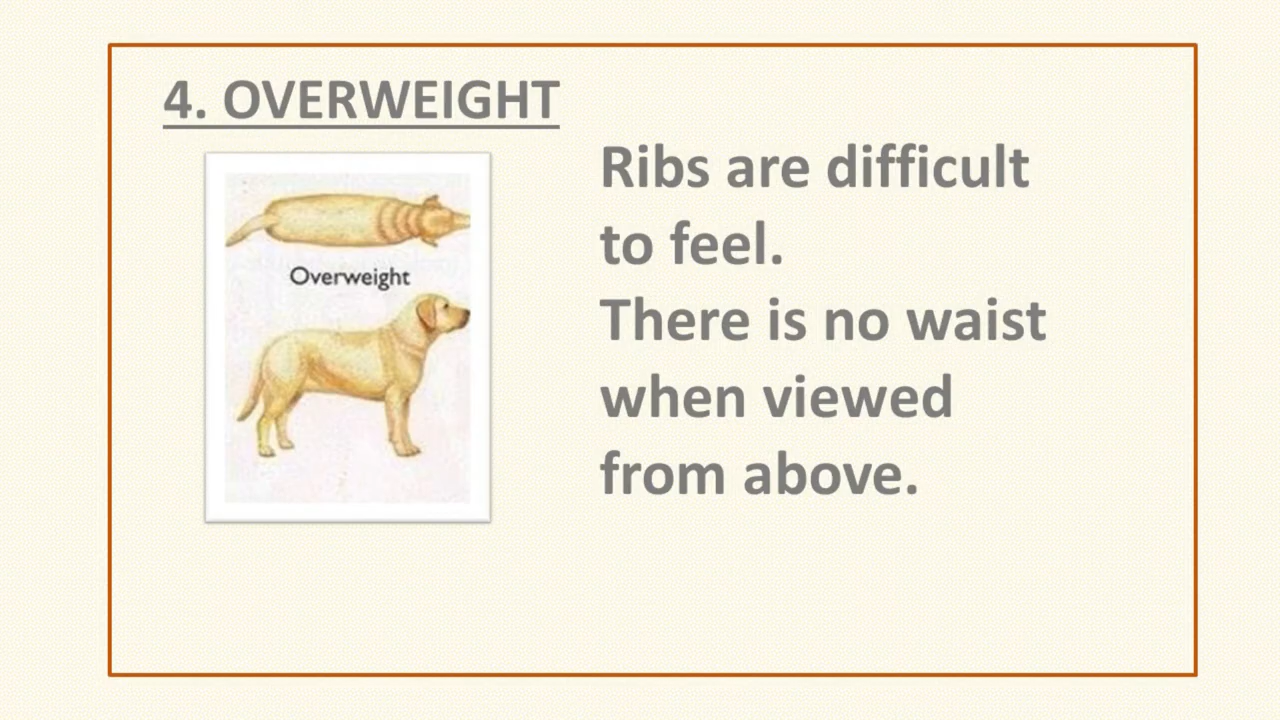 4. OVERWEIGHT
Overweight
Ribs are difficult
to feel.
There is no waist
when viewed
from above.